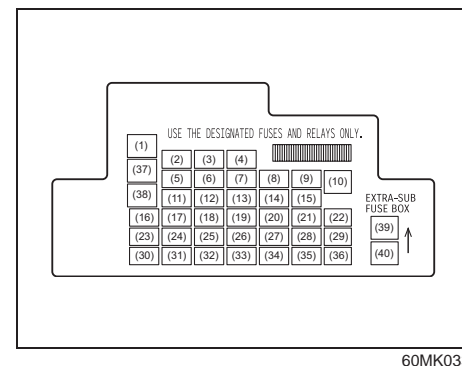 USE THE DESIGNATED FUSES AND RELAYS ONLY.
(1)
(37)
(38)
(2) (3) (4)
(5) (6) (7) (8) (9) (10)
(11) (12) (13) (14) (15)
(16) (17) (18) (19) (20) (21) (22)
(23) (24) (25) (26) (27) (28) (29)
(30) (31) (32) (33) (34) (35) (36)
EXTRA-SUB
FUSE BOX
(39)
(40)
60MK03